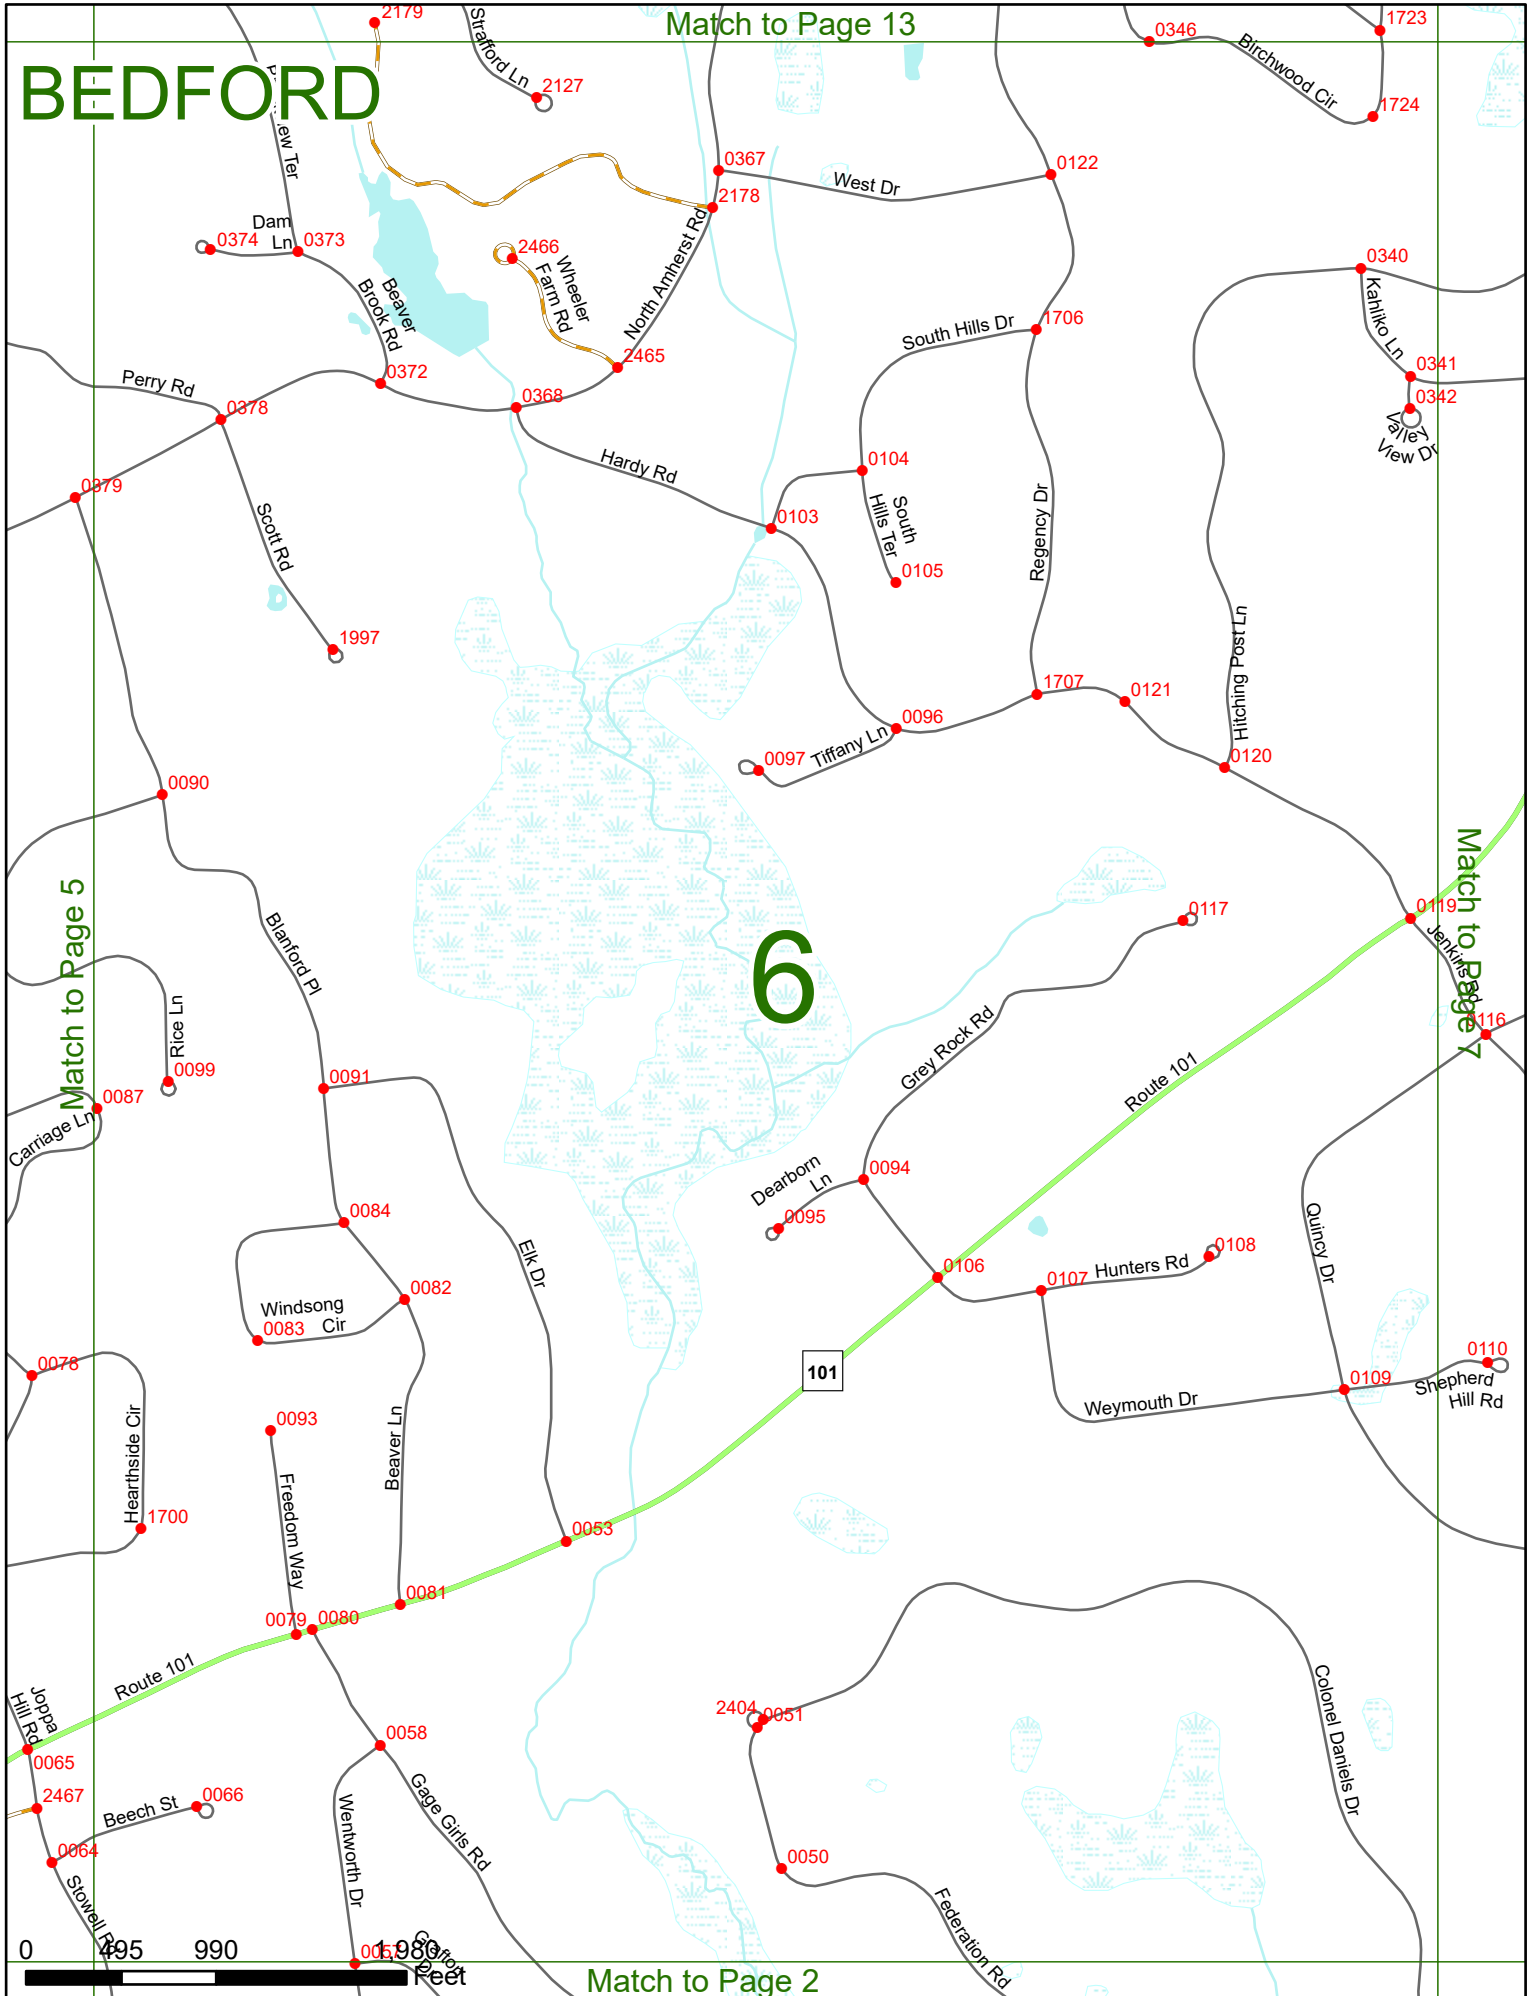 Match to Page 13
BEDFORD
2179
Strafford Ln
2127
0346
Birchwood Cir
1723
1724
0367
West Dr
0122
2178
Dam
Ln
0374
0373
2466
Wheeler
Farm Rd
North Amherst Rd
Beaver
Brook Rd
0340
Kahliko Ln
South Hills Dr
1706
2465
0341
0342
Valley
View Dr
Perry Rd
0372
0368
0378
Hardy Rd
0104
0379
Scott Rd
South
Hills Ter
0103
Regency Dr
0105
1997
Hitching Post Ln
1707
0121
0096
Tiffany Ln
0097
0120
0090
Match to Page 5
Match to Page 7
Blanford Pl
6
0117
0119
Jenkins Rd
Rice Ln
0099
Grey Rock Rd
0116
0087
Carriage Ln
0091
Route 101
Dearborn
Ln
0094
0095
0084
Elk Dr
Quincy Dr
0108
Hunters Rd
0106
0107
0082
Windsong
Cir
0083
0078
101
0110
0109
Shepherd
Hill Rd
Weymouth Dr
0093
Beaver Ln
Hearthside Cir
Freedom Way
1700
0053
0081
0079
0080
Route 101
Joppa
Hill Rd
Colonel Daniels Dr
2404
0051
0058
0065
2467
Beech St
0066
Gage Girls Rd
Wentworth Dr
0064
0050
Stowell Rd
Federation Rd
0057
Grafton
Dr
0 495 990 1,980
Feet
Match to Page 2